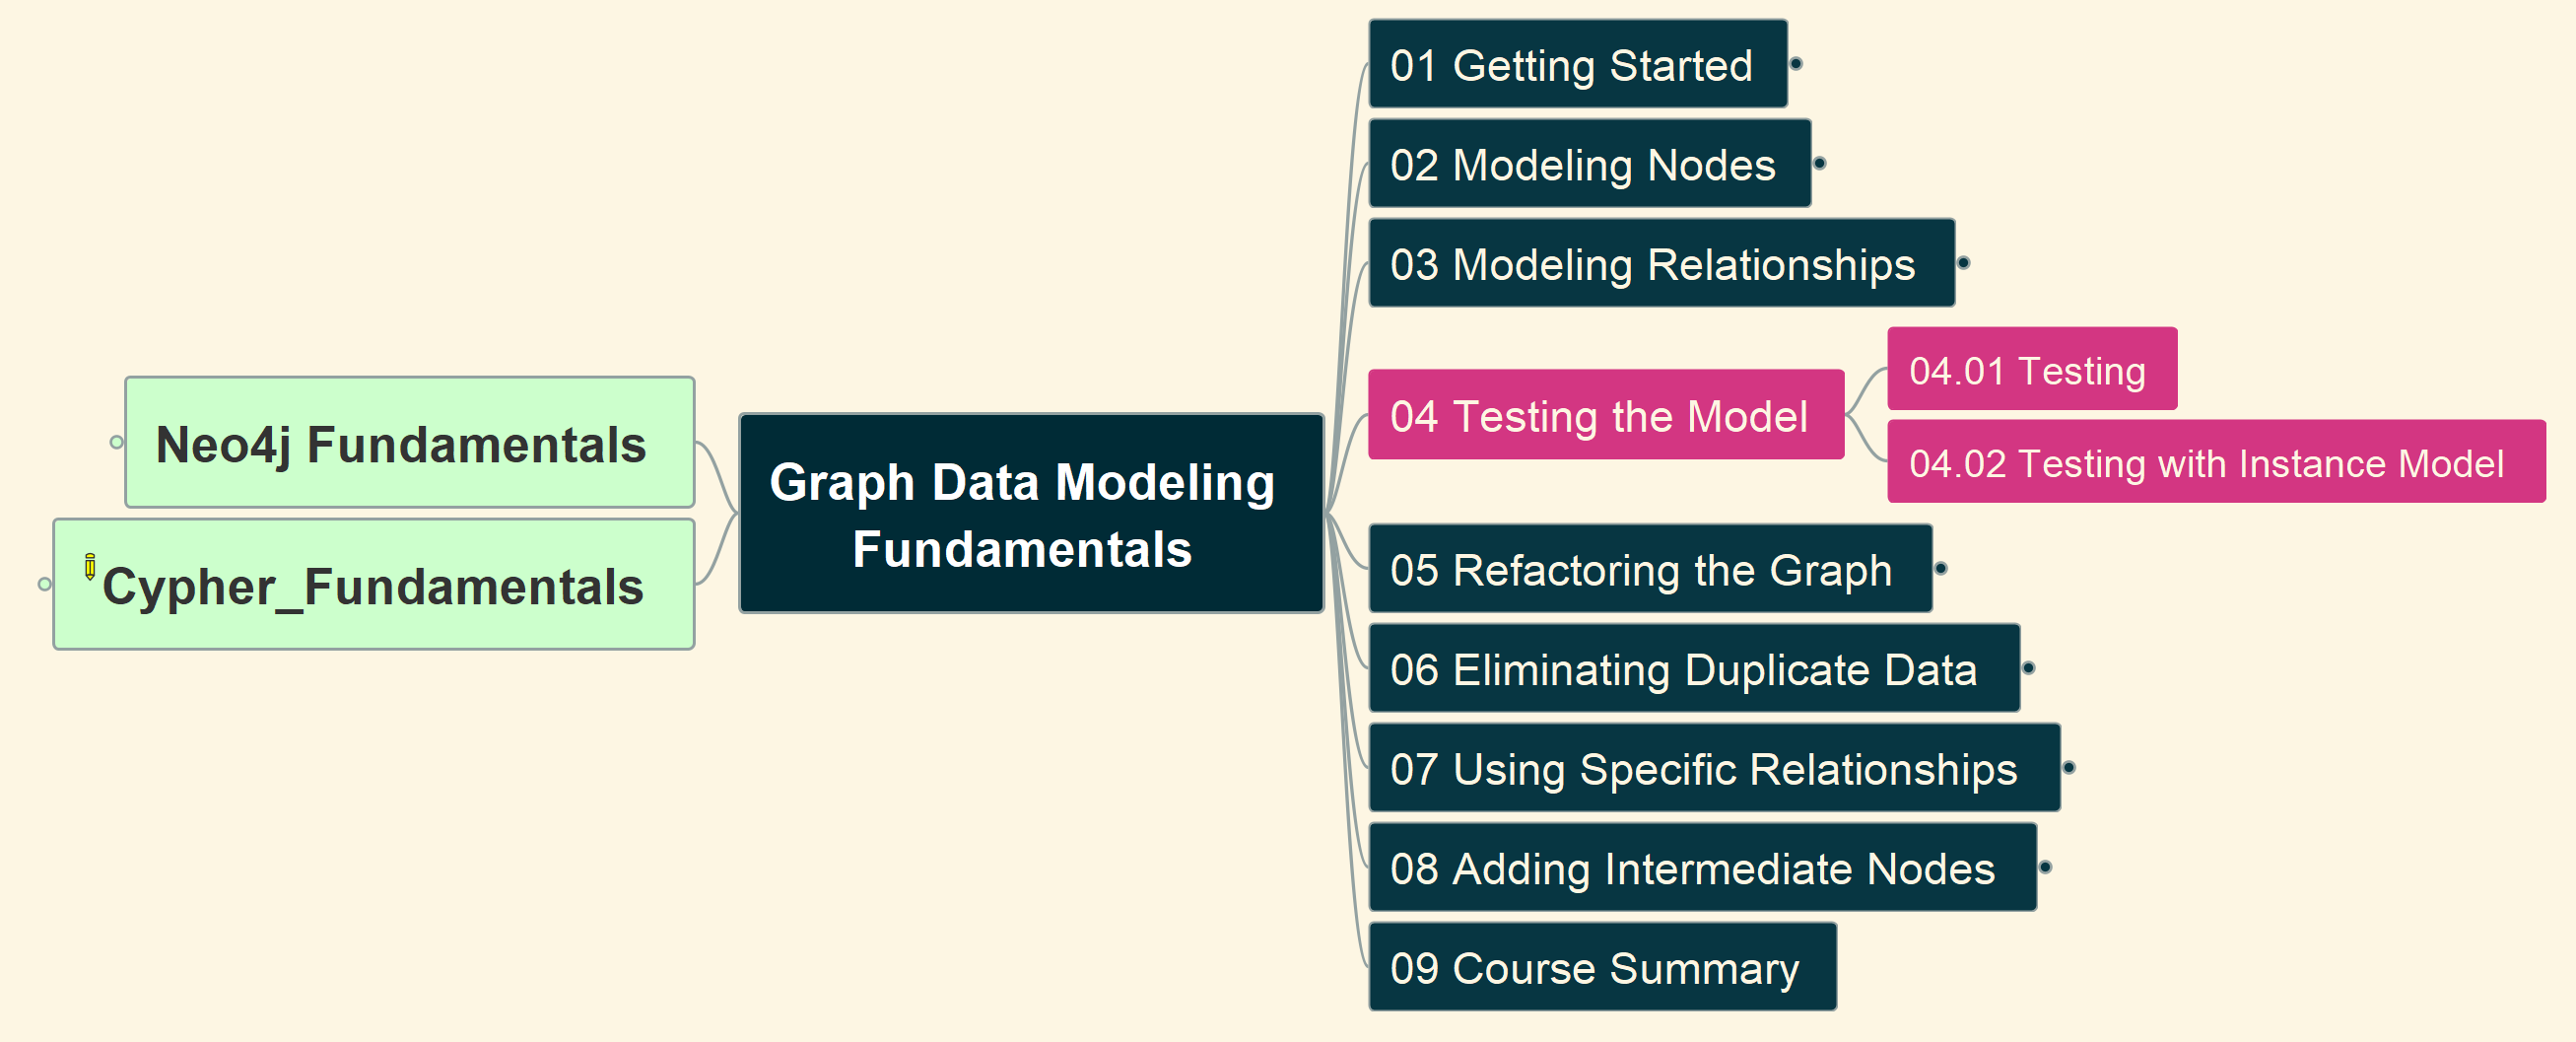 Neo4j Fundamentals
Cypher_Fundamentals
Graph Data Modeling
Fundamentals
01 Getting Started
02 Modeling Nodes
03 Modeling Relationships
04 Testing the Model
04.01 Testing
04.02 Testing with Instance Model
05 Refactoring the Graph
06 Eliminating Duplicate Data
07 Using Specific Relationships
08 Adding Intermediate Nodes
09 Course Summary